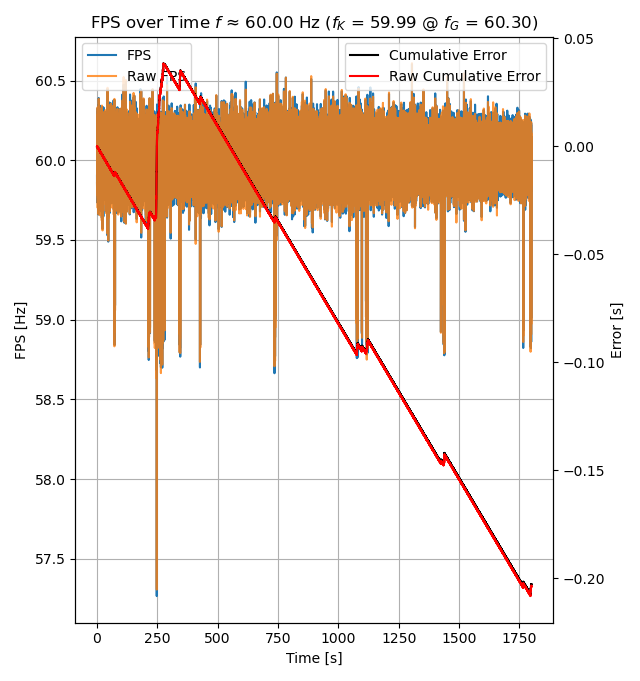 FPS over Time f ≈ 60.00 Hz (f_K = 59.99 @ f_G = 60.30)
FPS
Raw FPS
Cumulative Error
Raw Cumulative Error
60.5
60.0
59.5
59.0
58.5
58.0
57.5
FPS [Hz]
0.05
0.00
−0.05
−0.10
−0.15
−0.20
Error [s]
0 250 500 750 1000 1250 1500 1750
Time [s]